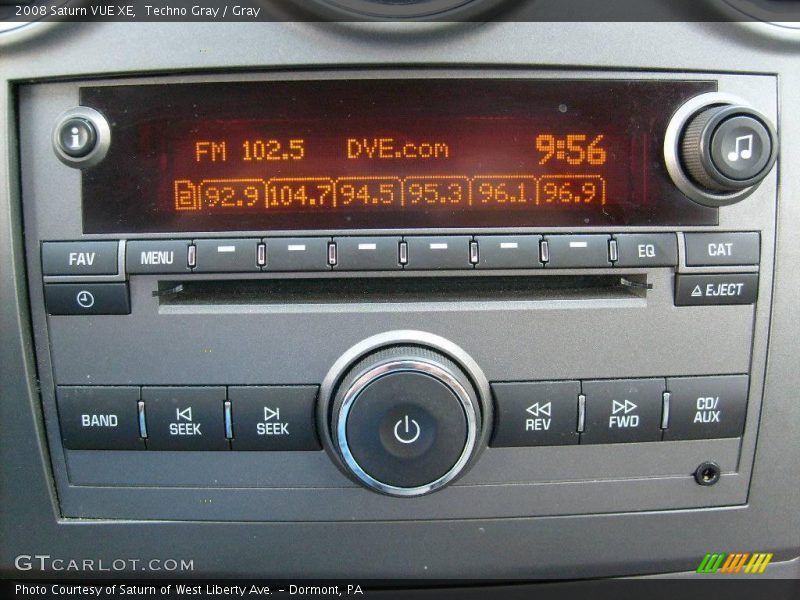 2008 Saturn VUE XE, Techno Gray / Gray
i
FM 102.5 DVE.com 9:56
92.9 104.7 94.5 95.3 96.1 96.9
FAV MENU EQ CAT
EJECT
BAND SEEK SEEK REV FWD CD/
AUX
GTCARLOT.COM
Photo Courtesy of Saturn of West Liberty Ave. - Dormont, PA